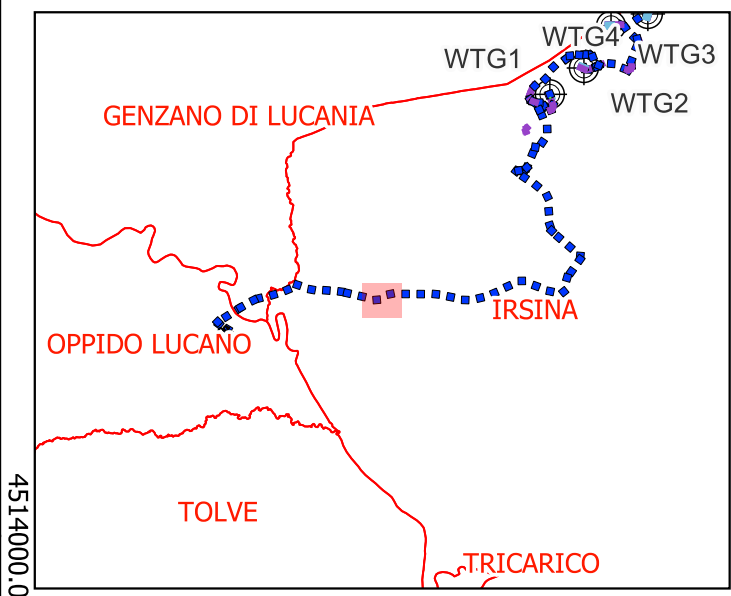 WTG4
WTG1
WTG3
WTG2
GENZANO DI LUCANIA
IRSINA
OPPIDO LUCANO
TOLVE
TRICARICO
4514000.0